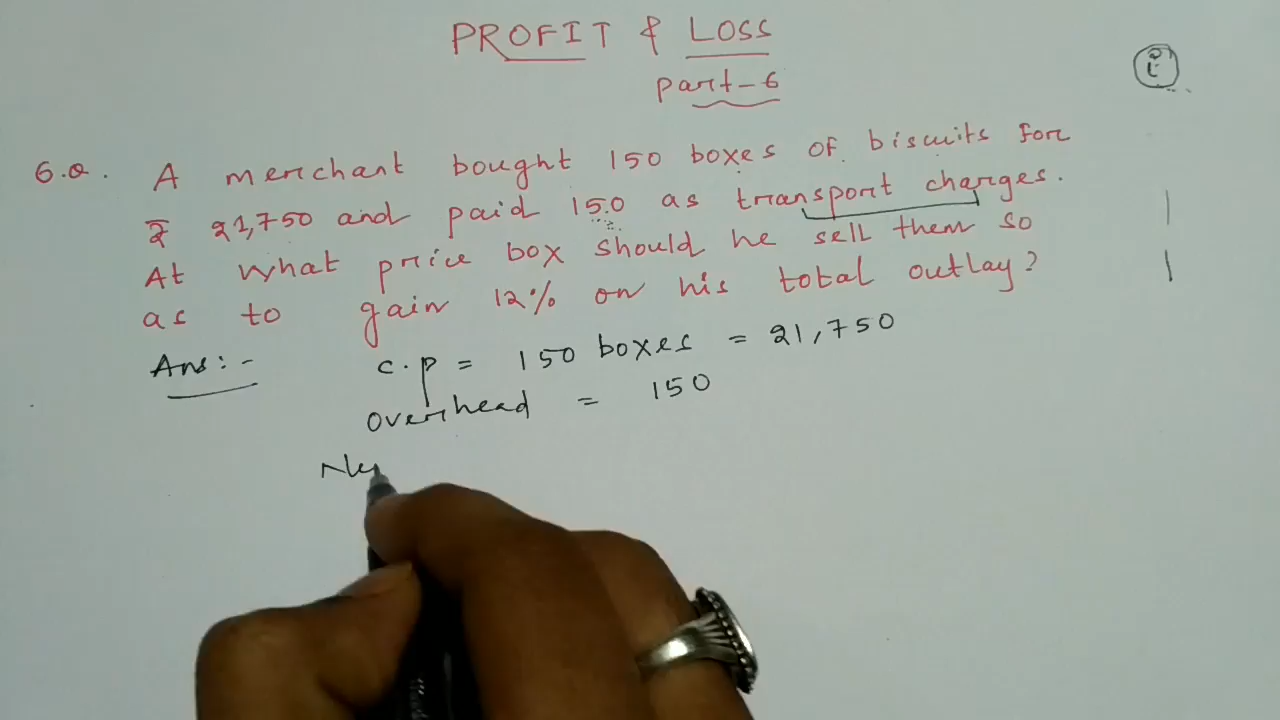 PROFIT & LOSS
part-6
6.Q. A merchant bought 150 boxes of biscuits for
₹ 21,750 and paid 150 as transport charges.
At what price box should he sell them so
as to gain 12% on his total outlay?
Ans:- C.P = 150 boxes = 21,750
overhead = 150
Ne